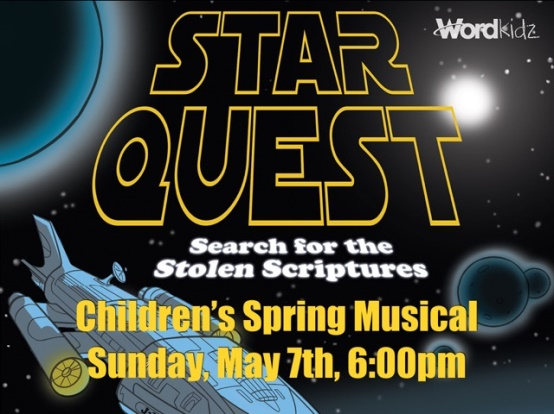 Wordkidz
STAR
QUEST
Search for the
Stolen Scriptures
Children's Spring Musical
Sunday, May 7th, 6:00pm